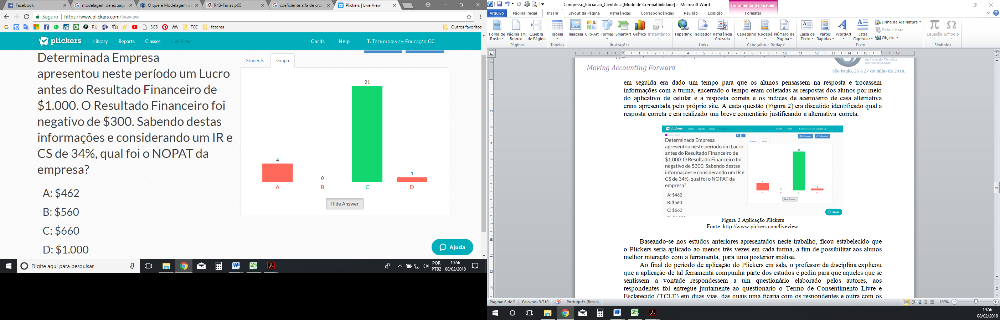 Facebook
modelagem de equaçõ
O que é Modelagem de
R43-Farias.p65
coeficiente alfa de cron
Plickers | Live View
Seguro | https://www.plickers.com/liveview
RU
SGS
TCC
fatores
Outros favoritos
plickers Library Reports Classes Live View Cards Help T. Tecnologia em Educação CC
Determinada Empresa
apresentou neste período um Lucro
antes do Resultado Financeiro de
$1.000. O Resultado Financeiro foi
negativo de $300. Sabendo destas
informações e considerando um IR e
CS de 34%, qual foi o NOPAT da
empresa?
A: $462
B: $560
C: $660
D: $1.000
Students Graph
21
4
0
1
A B C D
Hide Answer
Ajuda
Digite aqui para pesquisar
POR
PTB2
19:56
08/02/2018
Congresso_Iniciacao_Cientifica [Modo de Compatibilidade] - Microsoft Word
Ferramentas de Imagem
Arquivo Página Inicial Inserir Layout da Página Referências Correspondências Revisão Exibição Formatar
Folha de Rosto
Página em Branco
Quebra de Página
Páginas
Tabela
Tabelas
Imagem
Clip-Art
Formas
SmartArt
Gráfico
Instantâneo
Ilustrações
Hiperlink
Indicador
Referência Cruzada
Links
Cabeçalho
Rodapé
Número de Página
Cabeçalho e Rodapé
Caixa de Texto
Partes Rápidas
WordArt
Letra Capitular
Linha de Assinatura
Data e Hora
Objeto
Texto
Equação
Símbolo
Símbolos
de Iniciação Científica
em Contabilidade
Moving Accounting Forward
São Paulo, 25 a 27 de julho de 2018.
em seguida era dado um tempo para que os alunos pensassem na resposta e trocassem
informações com a turma, encerrado o tempo eram coletadas as respostas dos alunos por meio
do aplicativo de celular e a resposta correta e os índices de acerto/erro de casa alternativa
eram apresentada pelo próprio site. A cada questão (Figura 2) era discutido identificado qual a
resposta correta e era realizado um breve comentário justificando a alternativa correta.
plickers Library Reports Classes Live View Cards Help T. Tecnologia em Educação CC
Hide panel Full screen
Determinada Empresa
apresentou neste período um Lucro
antes do Resultado Financeiro de
$1.000. O Resultado Financeiro foi
negativo de $300. Sabendo destas
informações e considerando um IR e
CS de 34%, qual foi o NOPAT da
empresa?
A: $462
B: $560
C: $660
Students Graph
21
4
0
1
A B C D
Hide Answer
Ajuda
Figura 2 Aplicação Plickers
Fonte: http://www.pickers.com/liveview
Baseando-se nos estudos anteriores apresentados neste trabalho, ficou estabelecido que
o Plickers seria aplicado ao menos três vezes em cada turma, a fim de possibilitar aos alunos
melhor interação com a ferramenta, para uma posterior análise.
Ao final do período de aplicação do Plickers em sala, o professor da disciplina explicou
que a aplicação de tal ferramenta compunha parte dos estudos e pediu para que aqueles que se
sentissem a vontade respondessem a um questionário elaborado pelos autores, aos
respondentes foi entregue juntamente ao questionário o Termo de Consentimento Livre e
Esclarecido (TCLE) em duas vias, das quais uma ficaria com os respondentes e outra com os
Página: 6 de 9 Palavras: 3.719 Português (Brasil) 120%
19:56
08/02/2018